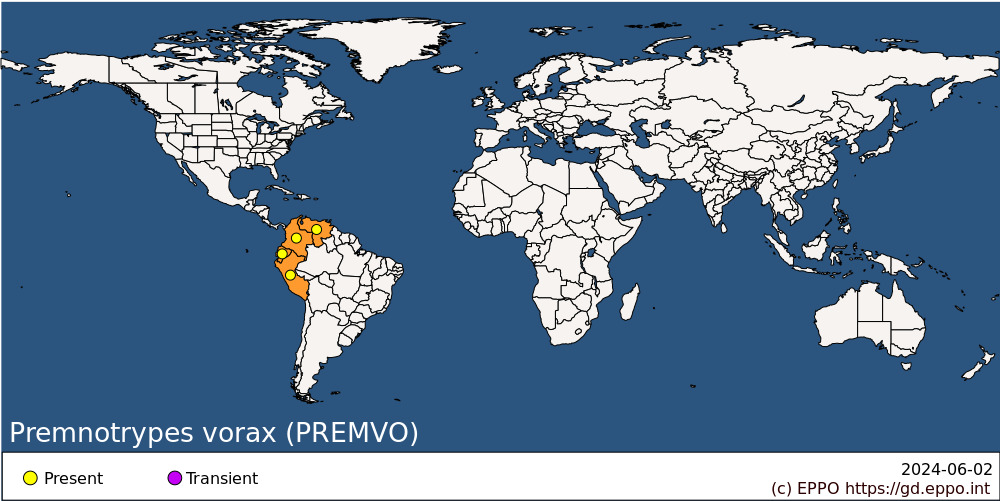 Premnotrypes vorax (PREMVO)
Present
Transient
2024-06-02
(c) EPPO https://gd.eppo.int